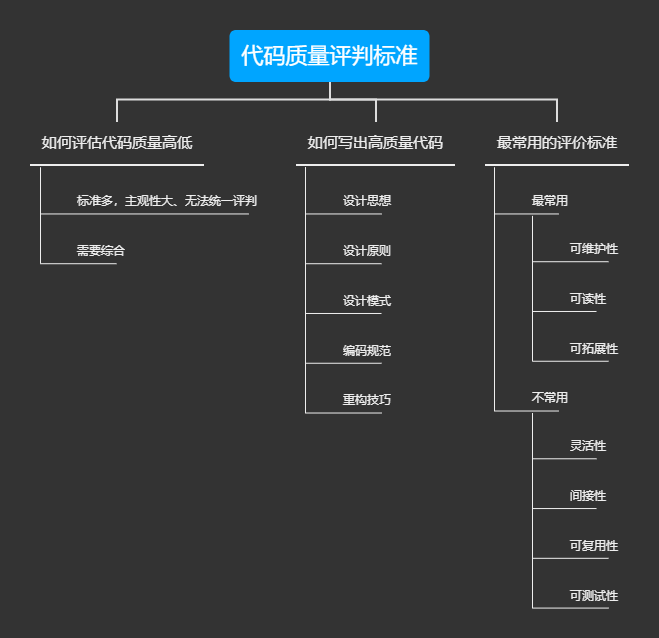 代码质量评判标准
如何评估代码质量高低
标准多，主观性大、无法统一评判
需要综合
如何写出高质量代码
设计思想
设计原则
设计模式
编码规范
重构技巧
最常用的评价标准
最常用
可维护性
可读性
可拓展性
不常用
灵活性
间接性
可复用性
可测试性